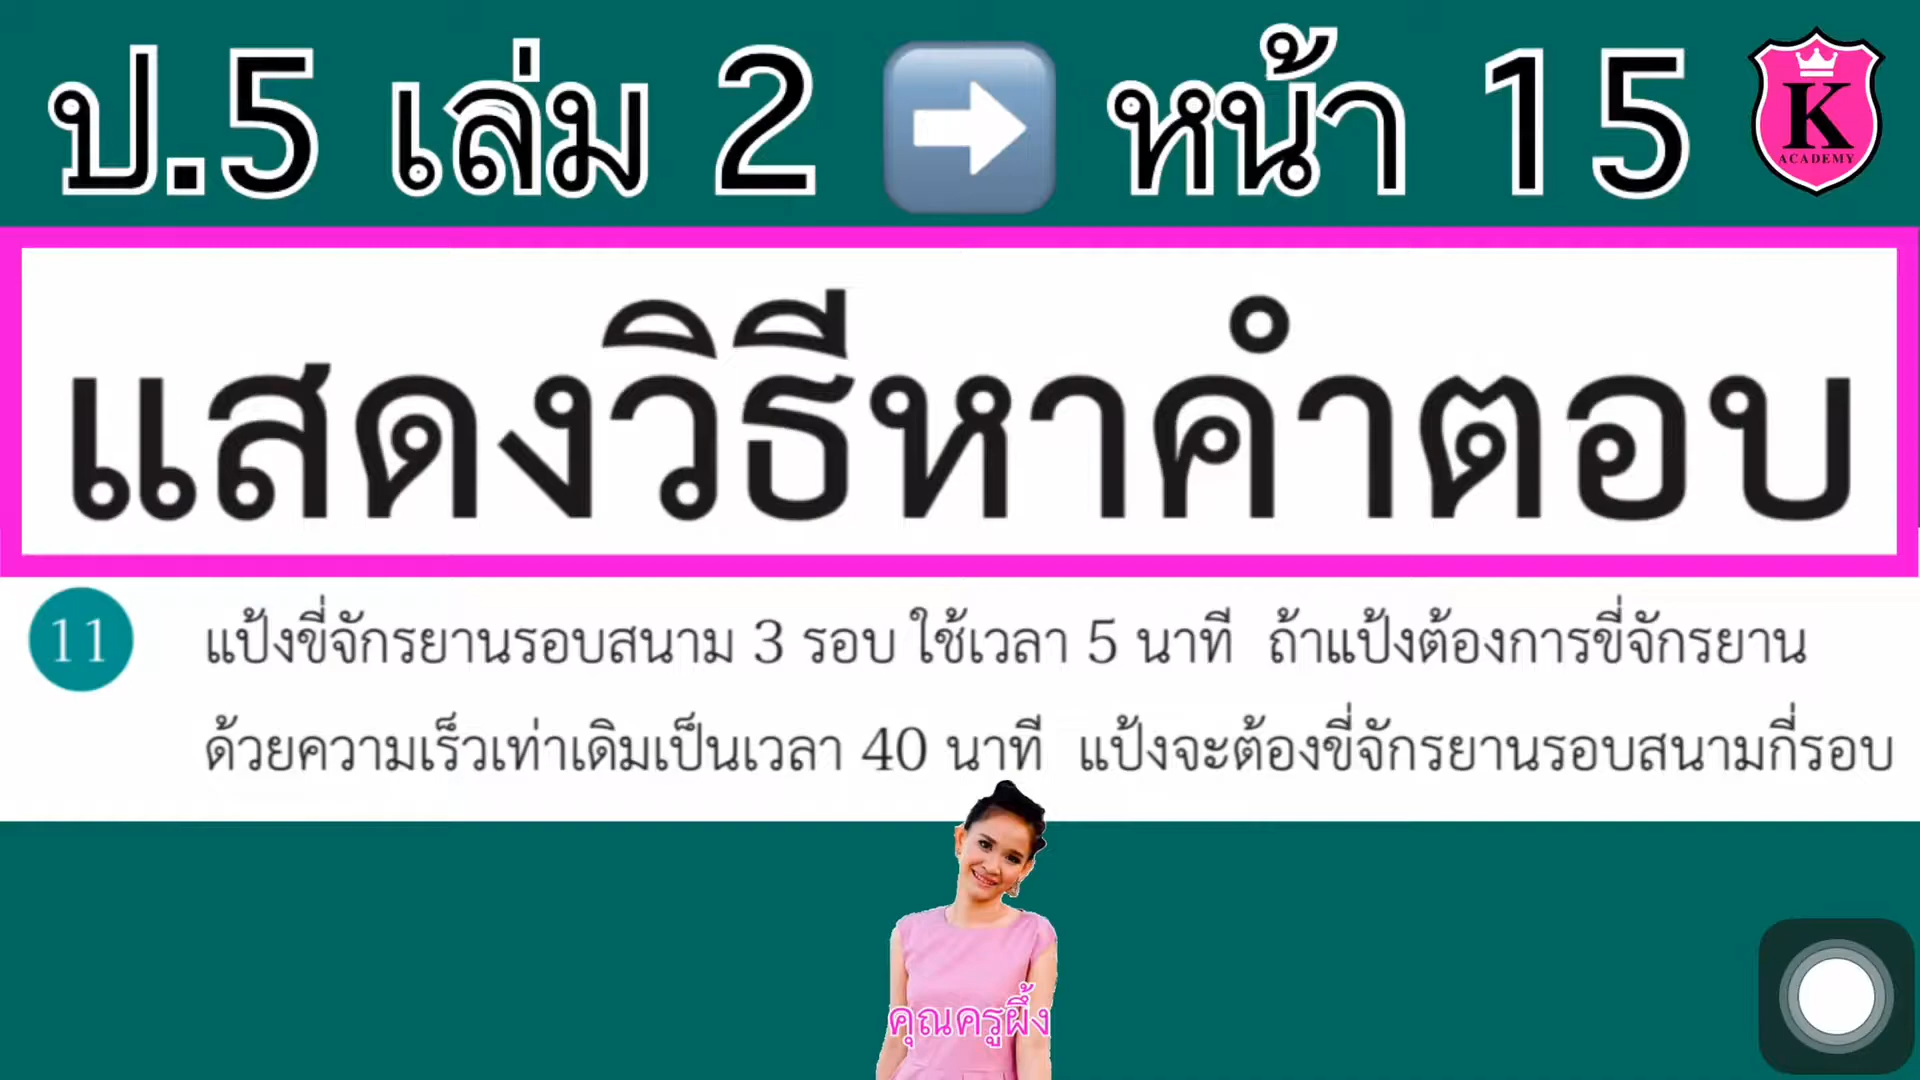 ป.5 เล่ม 2 ➡ หน้า 15
K
ACADEMY
แสดงวิธีหาคำตอบ
11 แป้งขี่จักรยานรอบสนาม 3 รอบ ใช้เวลา 5 นาที ถ้าแป้งต้องการขี่จักรยาน
ด้วยความเร็วเท่าเดิมเป็นเวลา 40 นาที แป้งจะต้องขี่จักรยานรอบสนามกี่รอบ
คุณครูผึ้ง